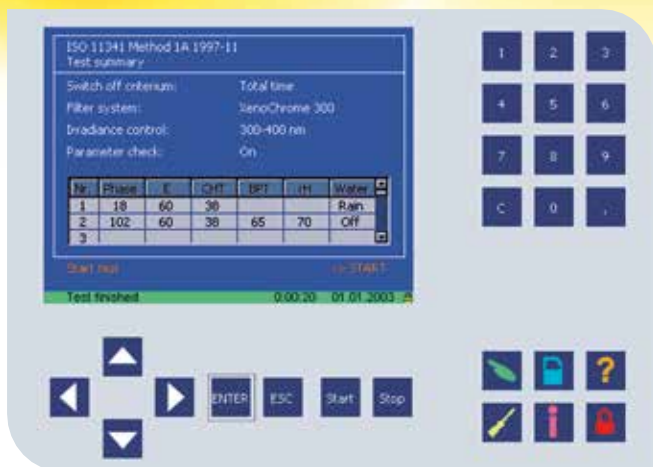 ISO 11341 Method 1A 1997-11
Test summary
Switch off criterium: Total time
Filter system: XenoChrome 300
Irradiance control: 300-400 nm
Parameter check: On
Nr. Phase E CHT BPT rH Water
1 18 60 38 Rain
2 102 60 38 65 70 Off
3
Start test -> START
Test finished 0:00:20 01.01.2003
1 2 3
4 5 6
7 8 9
C 0 .
ENTER ESC Start Stop
?
i